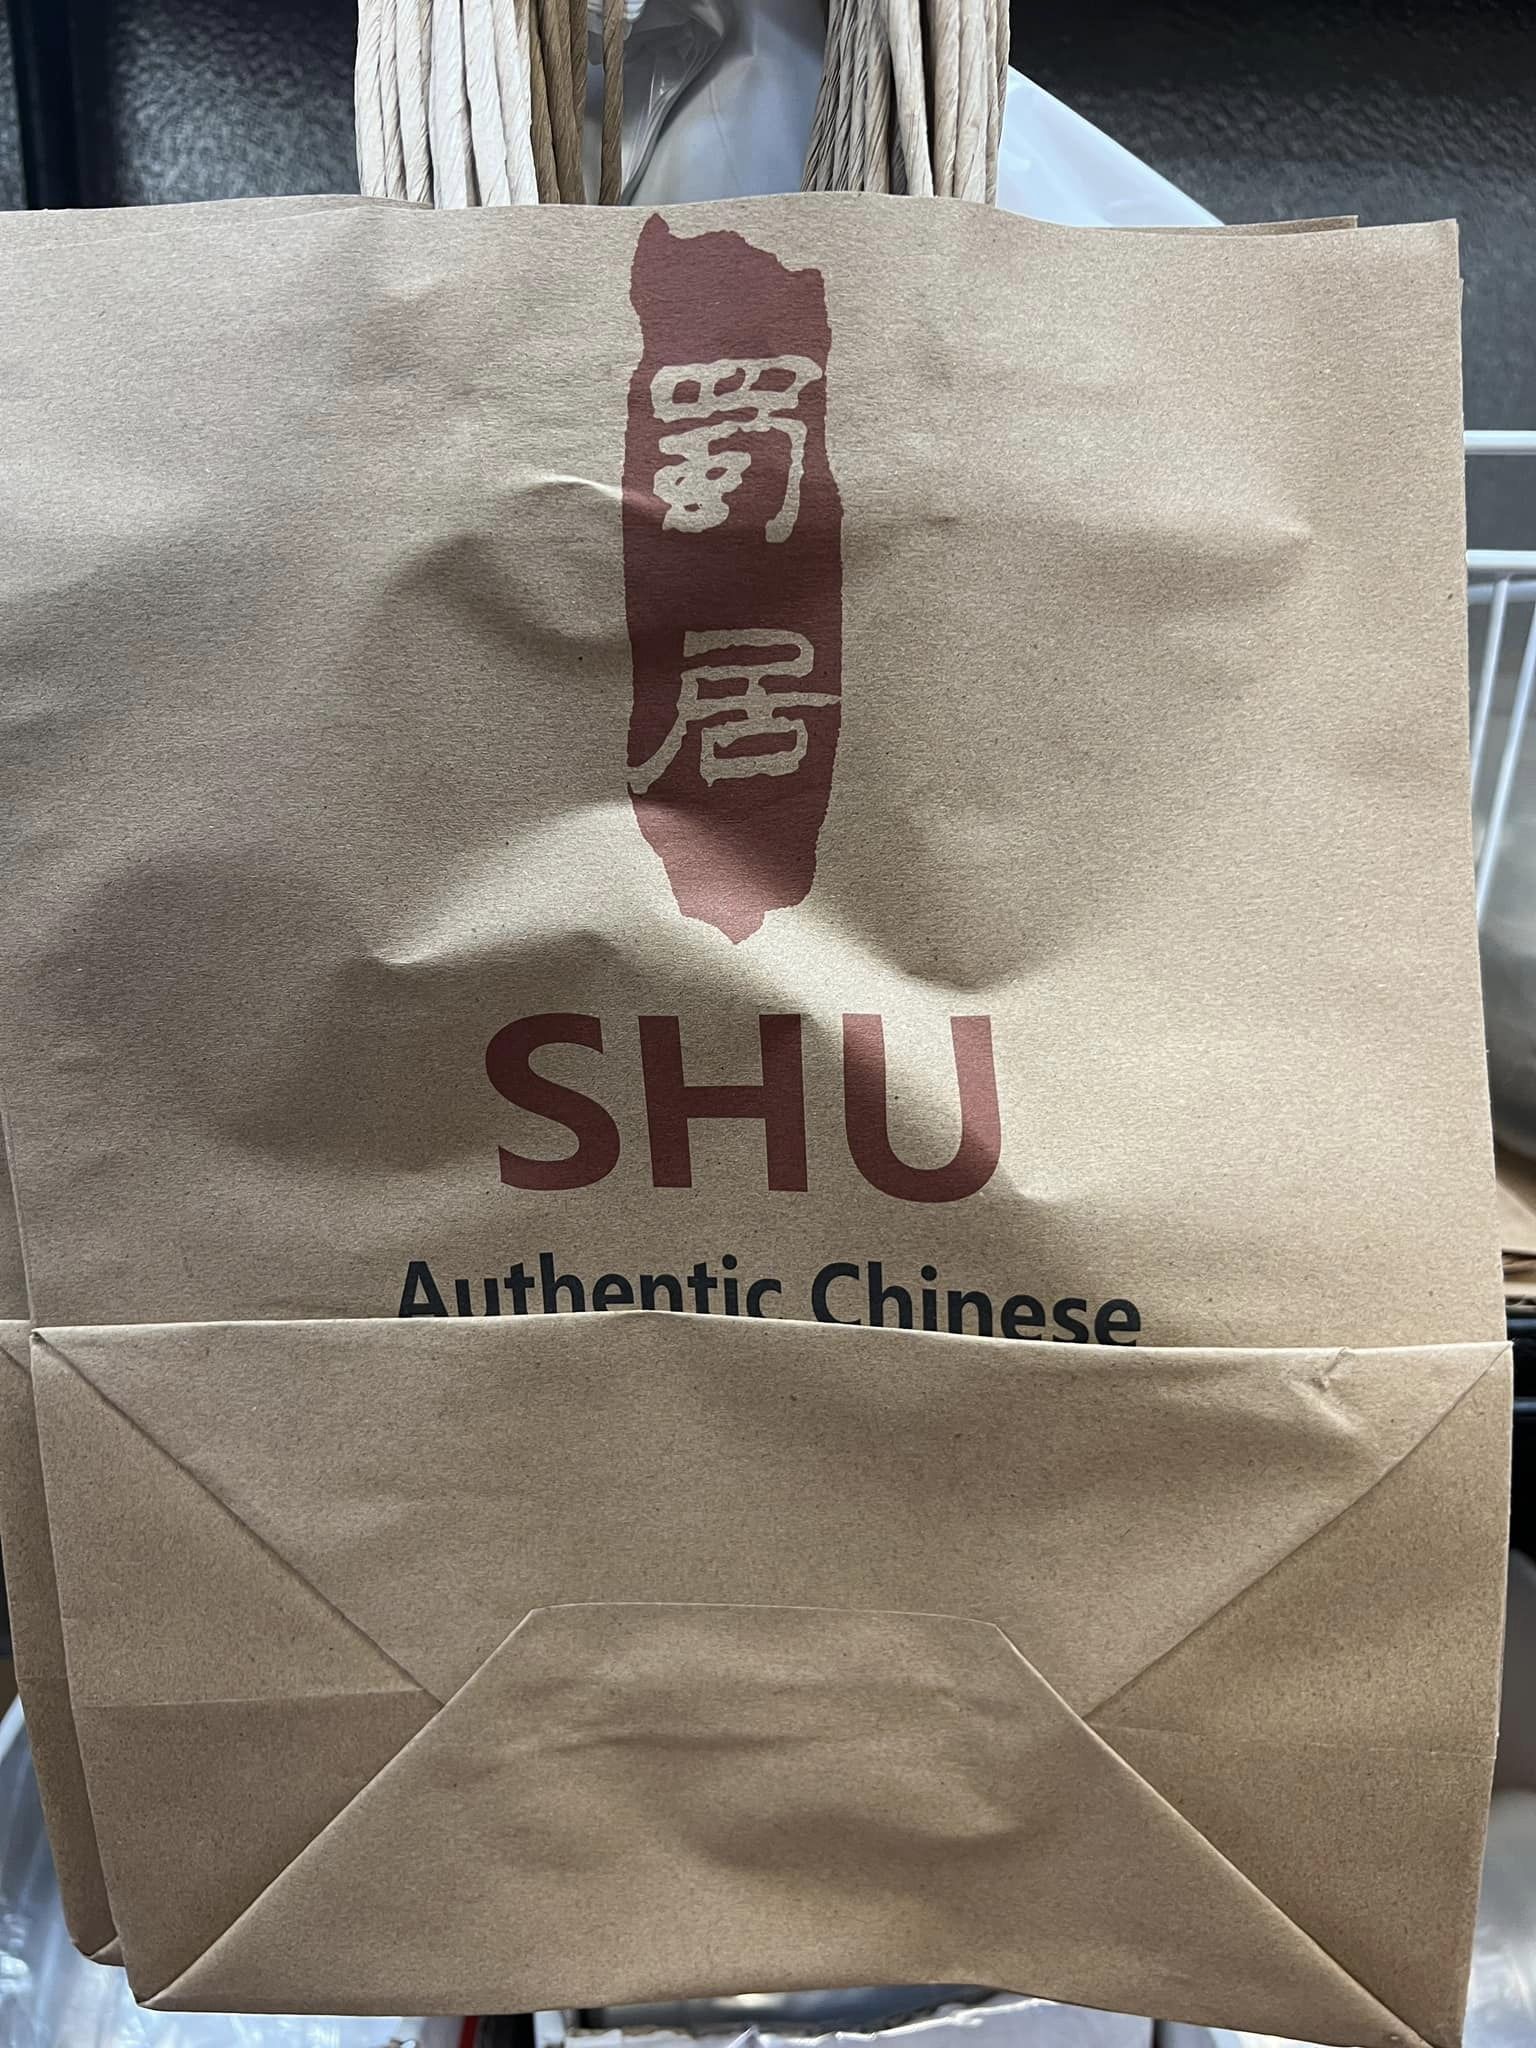 蜀居
SHU
Authentic Chinese